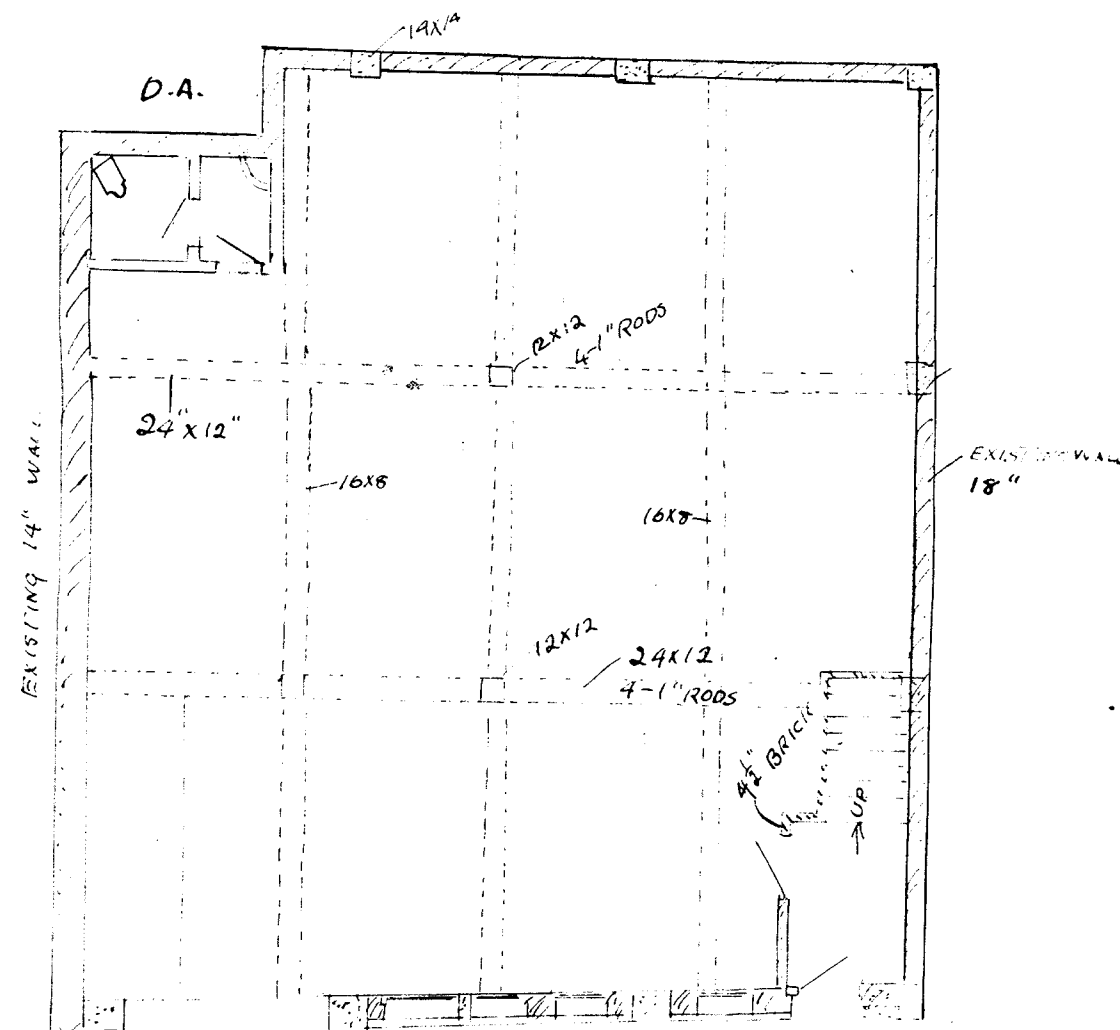 14X14
D.A.
12X12
4-1" RODS
24"X12"
EXISTING 14" WALL
16X8
16X8
EXISTING WALL
18"
12X12
24X12
4-1" RODS
4½" BRICK
UP